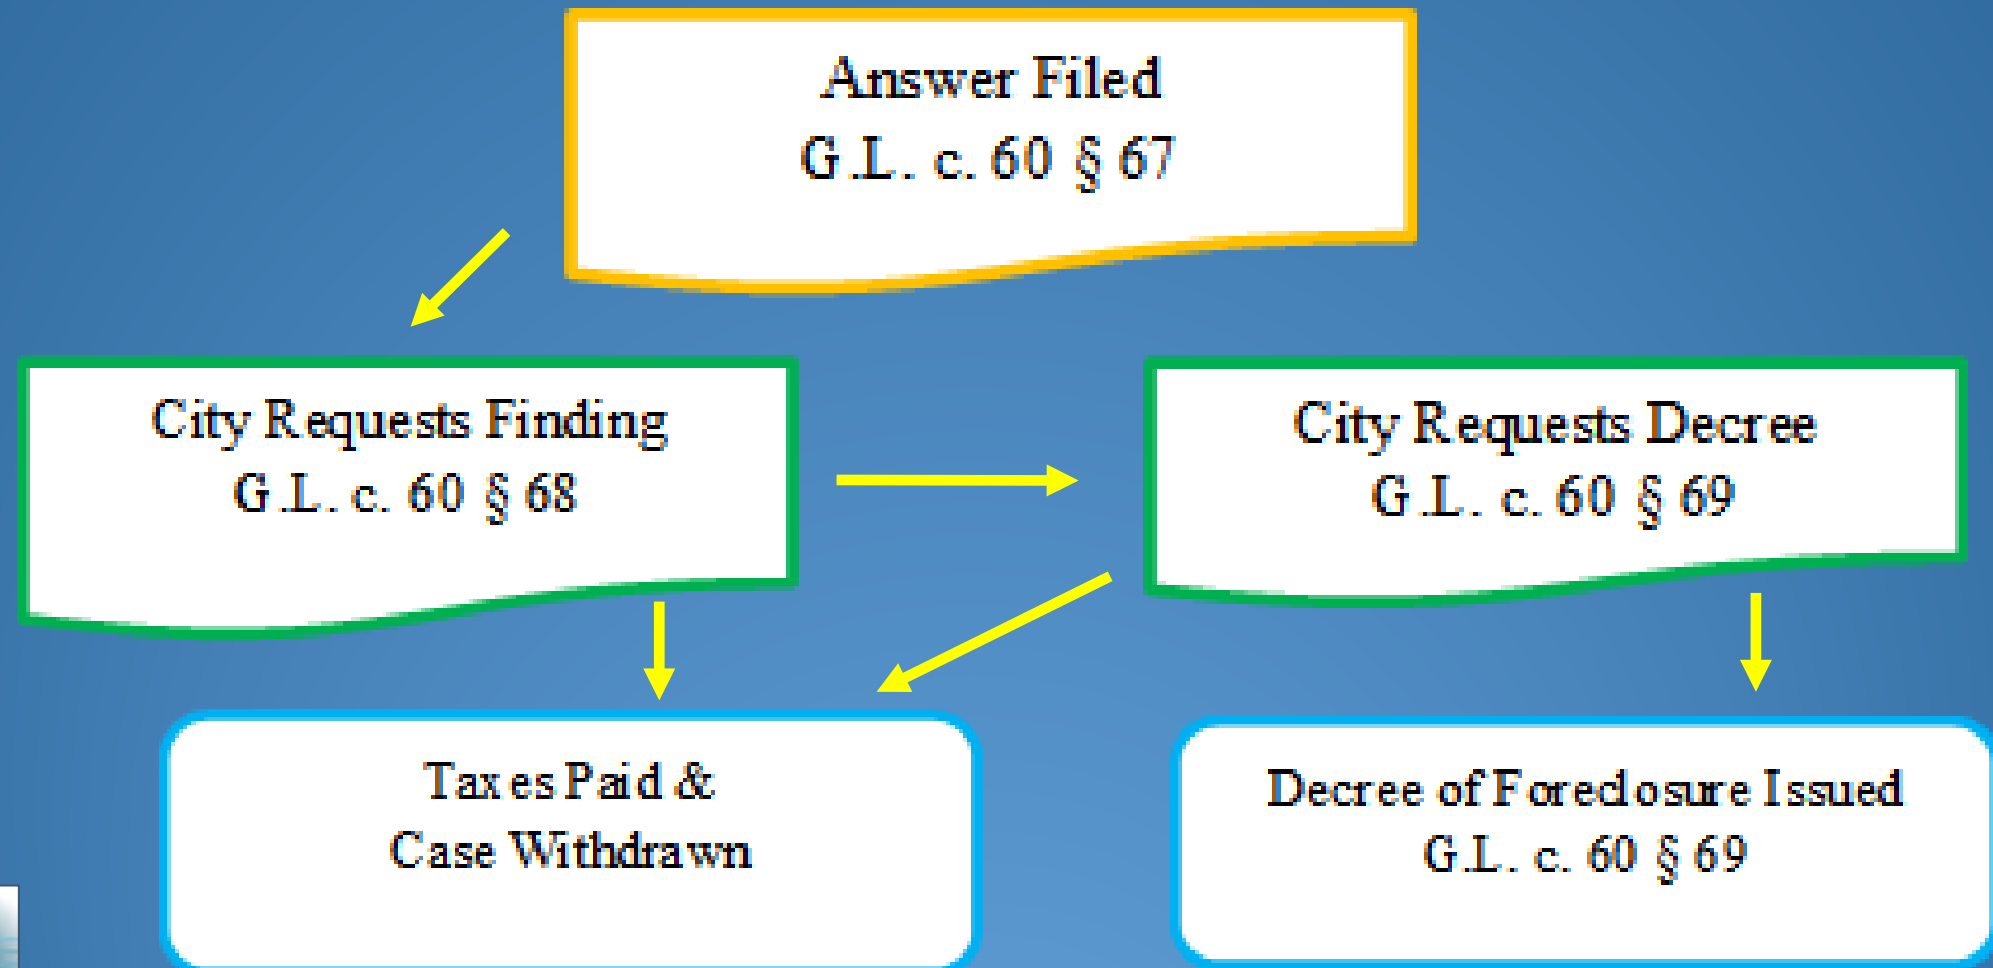 Answer Filed
G.L. c. 60 § 67
City Requests Finding
G.L. c. 60 § 68
City Requests Decree
G.L. c. 60 § 69
Taxes Paid &
Case Withdrawn
Decree of Foreclosure Issued
G.L. c. 60 § 69